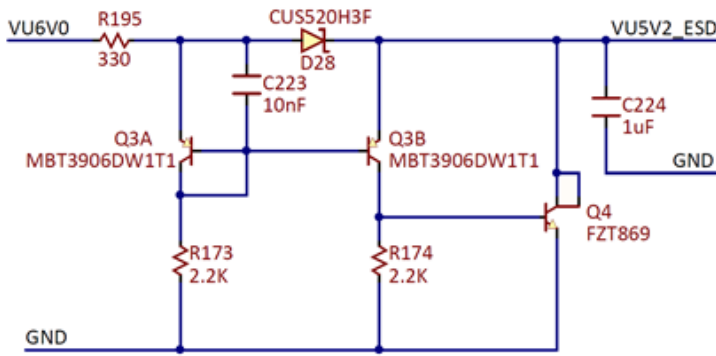 R195
CUS520H3F
VU6V0
VU5V2_ESD
330
D28
C223
10nF
C224
1uF
Q3A
MBT3906DW1T1
Q3B
MBT3906DW1T1
GND
Q4
FZT869
R173
2.2K
R174
2.2K
GND